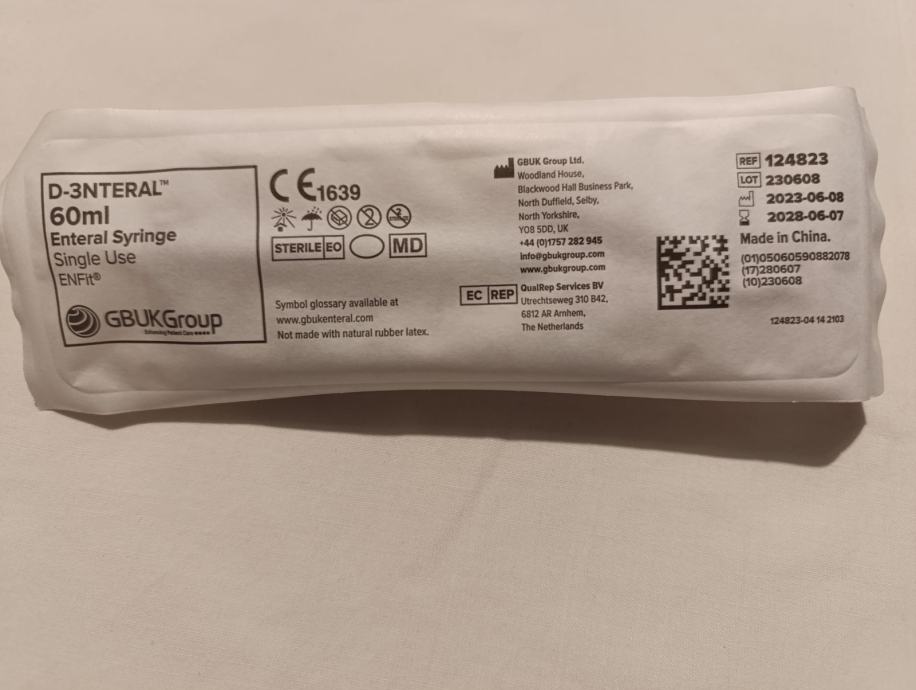 D-3NTERAL™
60ml
Enteral Syringe
Single Use
ENFit®
GBUKGroup
Enhancing Patient Care
CE 1639
STERILE EO
MD
Symbol glossary available at
www.gbukenteral.com
Not made with natural rubber latex.
GBUK Group Ltd.
Woodland House,
Blackwood Hall Business Park,
North Duffield, Selby,
North Yorkshire,
YO8 5DD, UK
+44 (0)1757 282 945
info@gbukgroup.com
www.gbukgroup.com
EC REP
QualRep Services BV
Utrechtseweg 310 B42,
6812 AR Arnhem,
The Netherlands
REF 124823
LOT 230608
2023-06-08
2028-06-07
Made in China.
(01)05060590882078
(17)280607
(10)230608
124823-04 14 2103